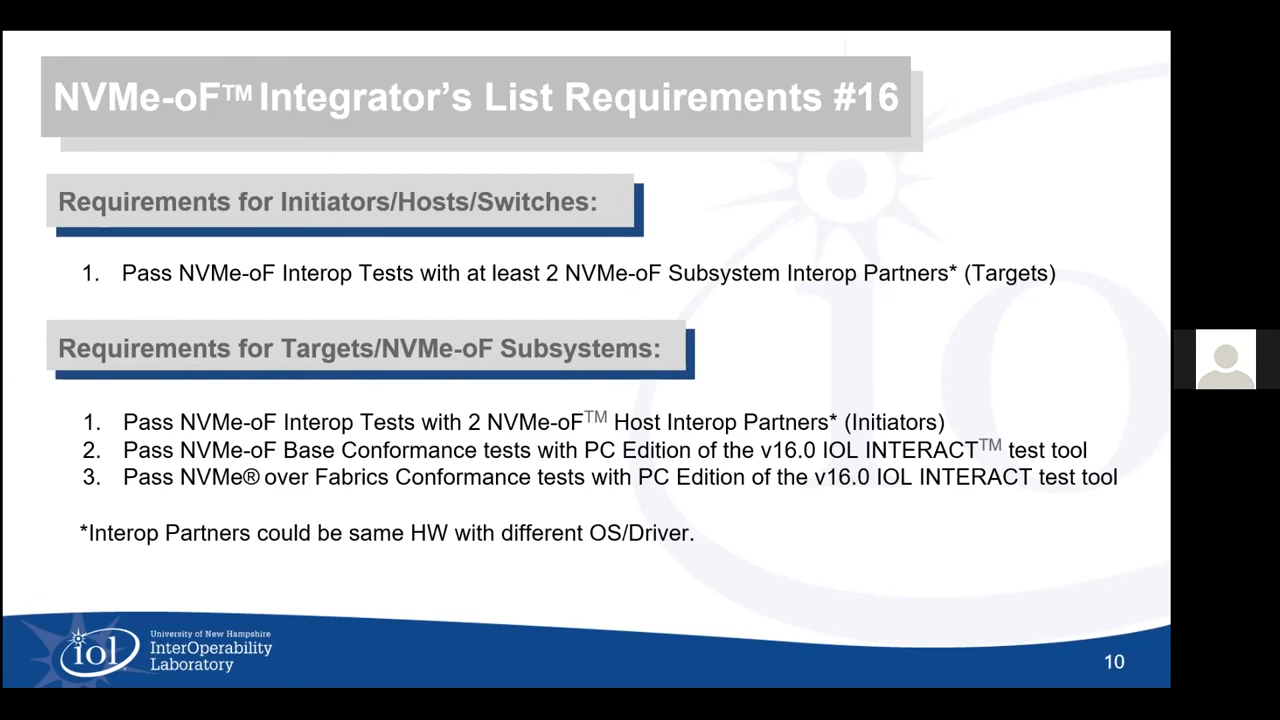 NVMe-oF™ Integrator's List Requirements #16
Requirements for Initiators/Hosts/Switches:
1. Pass NVMe-oF Interop Tests with at least 2 NVMe-oF Subsystem Interop Partners* (Targets)
Requirements for Targets/NVMe-oF Subsystems:
1. Pass NVMe-oF Interop Tests with 2 NVMe-oF™ Host Interop Partners* (Initiators)
2. Pass NVMe-oF Base Conformance tests with PC Edition of the v16.0 IOL INTERACT™ test tool
3. Pass NVMe® over Fabrics Conformance tests with PC Edition of the v16.0 IOL INTERACT test tool
*Interop Partners could be same HW with different OS/Driver.
iol
University of New Hampshire
InterOperability
Laboratory
10